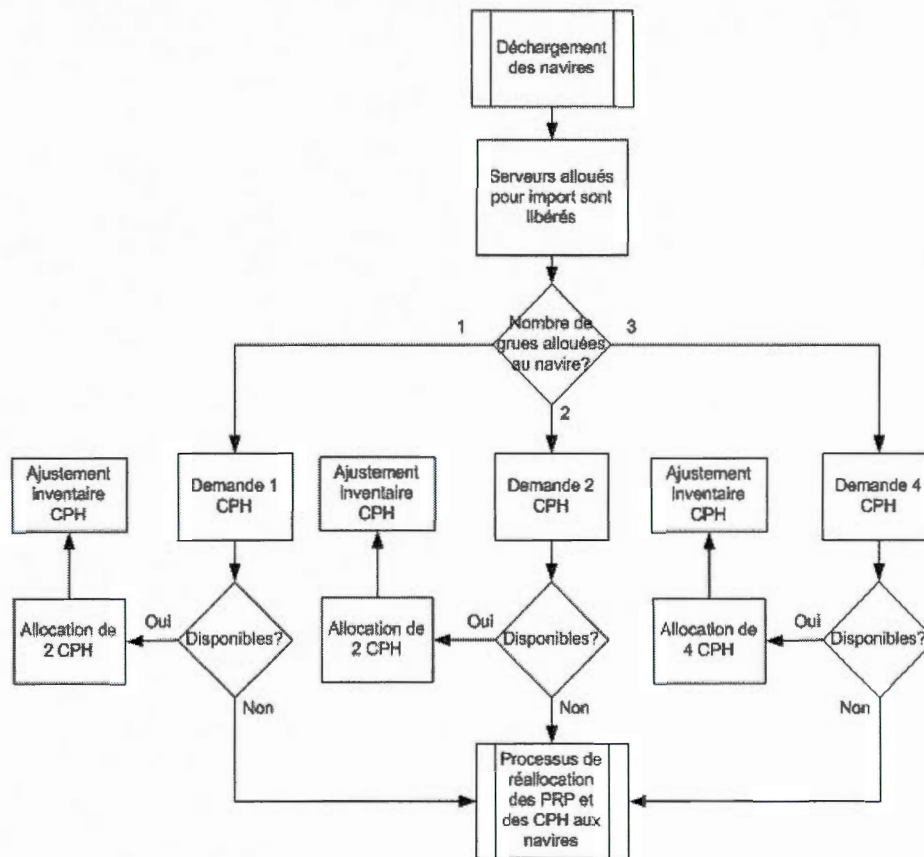 Déchargement
des navires
Serveurs alloués
pour import sont
libérés
Nombre de
grues allouées
au navire?
1
3
2
Ajustement
inventaire
CPH
Demande 1
CPH
Ajustement
Inventaire
CPH
Demande 2
CPH
Ajustement
Inventaire
CPH
Demande 4
CPH
Allocation de
2 CPH
Oui
Disponibles?
Allocation de
2 CPH
Oui
Disponibles?
Allocation de
4 CPH
Oui
Disponibles?
Non
Non
Non
Processus de
réallocation
des PRP et
des CPH aux
navires